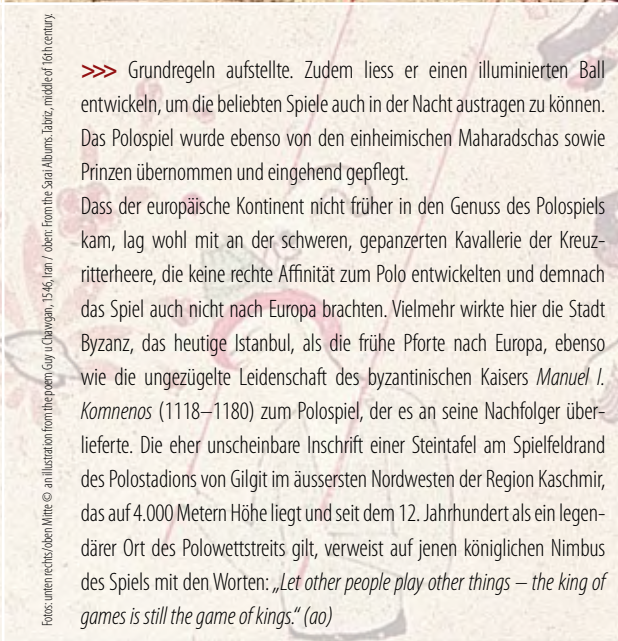 >>> Grundregeln aufstellte. Zudem liess er einen illuminierten Ball
entwickeln, um die beliebten Spiele auch in der Nacht austragen zu können.
Das Polospiel wurde ebenso von den einheimischen Maharadschas sowie
Prinzen übernommen und eingehend gepflegt.
Dass der europäische Kontinent nicht früher in den Genuss des Polospiels
kam, lag wohl mit an der schweren, gepanzerten Kavallerie der Kreuz-
ritterheere, die keine rechte Affinität zum Polo entwickelten und demnach
das Spiel auch nicht nach Europa brachten. Vielmehr wirkte hier die Stadt
Byzanz, das heutige Istanbul, als die frühe Pforte nach Europa, ebenso
wie die ungezügelte Leidenschaft des byzantinischen Kaisers Manuel I.
Komnenos (1118–1180) zum Polospiel, der es an seine Nachfolger über-
lieferte. Die eher unscheinbare Inschrift einer Steintafel am Spielfeldrand
des Polostadions von Gilgit im äussersten Nordwesten der Region Kaschmir,
das auf 4.000 Metern Höhe liegt und seit dem 12. Jahrhundert als ein legen-
därer Ort des Polowettstreits gilt, verweist auf jenen königlichen Nimbus
des Spiels mit den Worten: „Let other people play other things – the king of
games is still the game of kings.“ (ao)
Fotos: unten rechts/oben Mitte © an illustration from the poem Guy u Chawgan, 1546, Iran / oben: From the Sarai Albums. Tabriz, middle of 16th century.